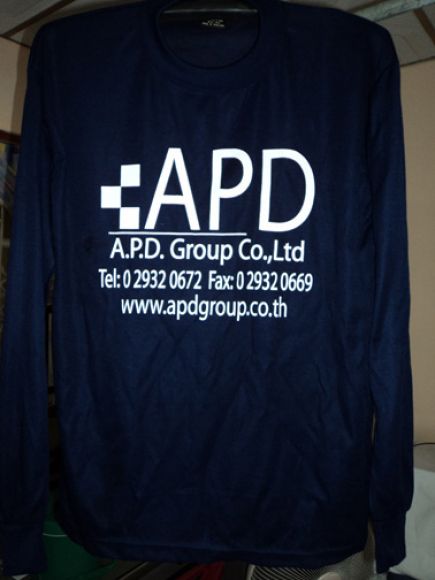 APD
A.P.D. Group Co.,Ltd
Tel: 0 2932 0672 Fax: 0 2932 0669
www.apdgroup.co.th